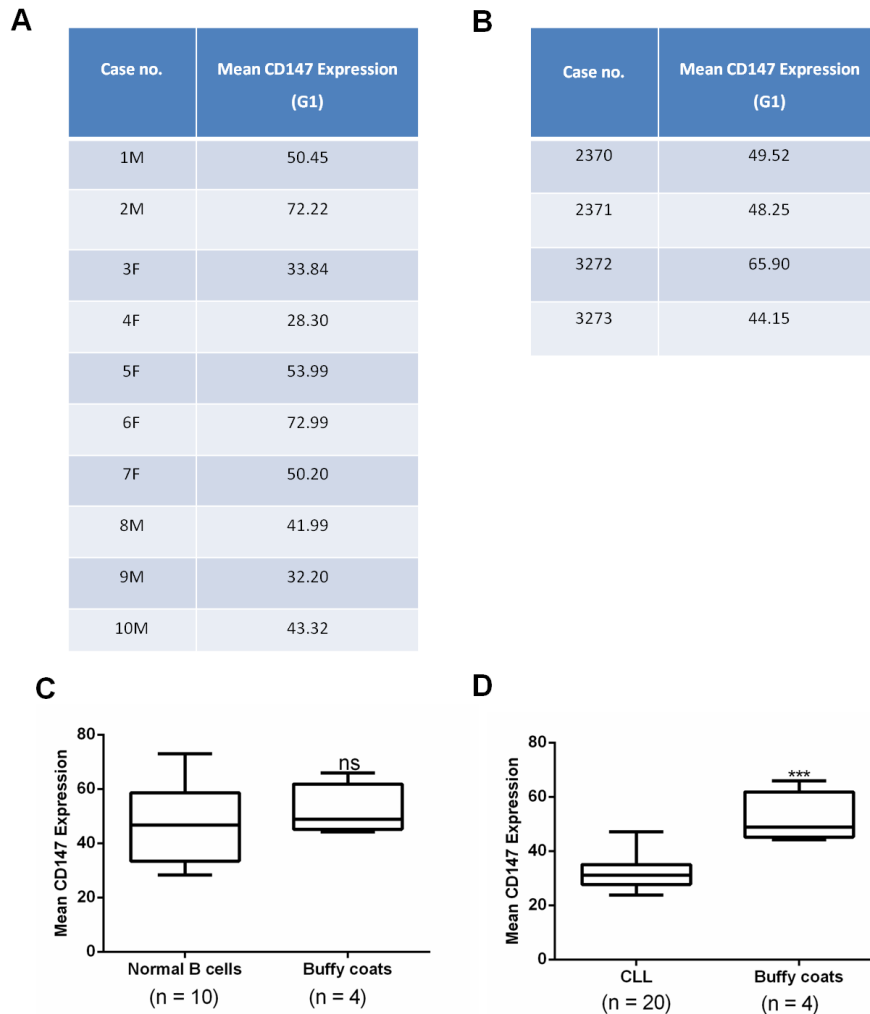 A
Case no. Mean CD147 Expression
(G1)
1M 50.45
2M 72.22
3F 33.84
4F 28.30
5F 53.99
6F 72.99
7F 50.20
8M 41.99
9M 32.20
10M 43.32
B
Case no. Mean CD147 Expression
(G1)
2370 49.52
2371 48.25
3272 65.90
3273 44.15
C
Mean CD147 Expression
80
60
40
20
0
ns
Normal B cells Buffy coats
(n = 10) (n = 4)
D
Mean CD147 Expression
80
60
40
20
0
***
CLL Buffy coats
(n = 20) (n = 4)